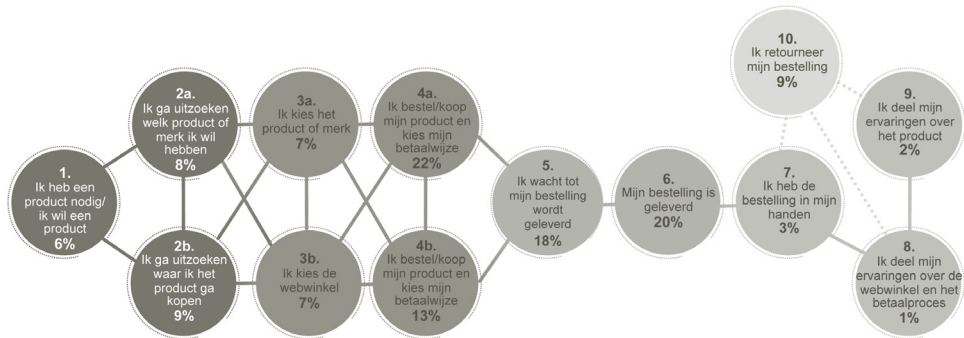 1.
Ik heb een
product nodig/
ik wil een
product
6%
2a.
Ik ga uitzoeken
welk product of
merk ik wil
hebben
8%
2b.
Ik ga uitzoeken
waar ik het
product ga
kopen
9%
3a.
Ik kies het
product of merk
7%
3b.
Ik kies de
webwinkel
7%
4a.
Ik bestel/koop
mijn product en
kies mijn
betaalwijze
22%
4b.
Ik bestel/koop
mijn product en
kies mijn
betaalwijze
13%
5.
Ik wacht tot
mijn bestelling
wordt
geleverd
18%
6.
Mijn bestelling is
geleverd
20%
7.
Ik heb de
bestelling in mijn
handen
3%
8.
Ik deel mijn
ervaringen over de
webwinkel en het
betaalproces
1%
9.
Ik deel mijn
ervaringen over
het product
2%
10.
Ik retourneer
mijn bestelling
9%